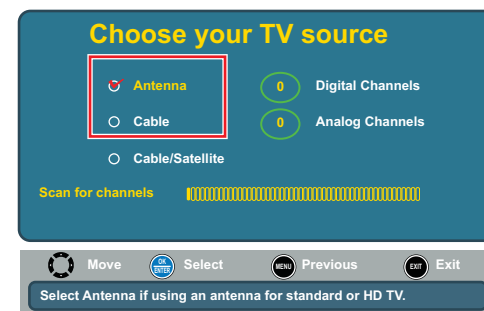 Choose your TV source
Antenna 0 Digital Channels
Cable 0 Analog Channels
Cable/Satellite
Scan for channels
Move OK ENTER Select MENU Previous EXIT Exit
Select Antenna if using an antenna for standard or HD TV.